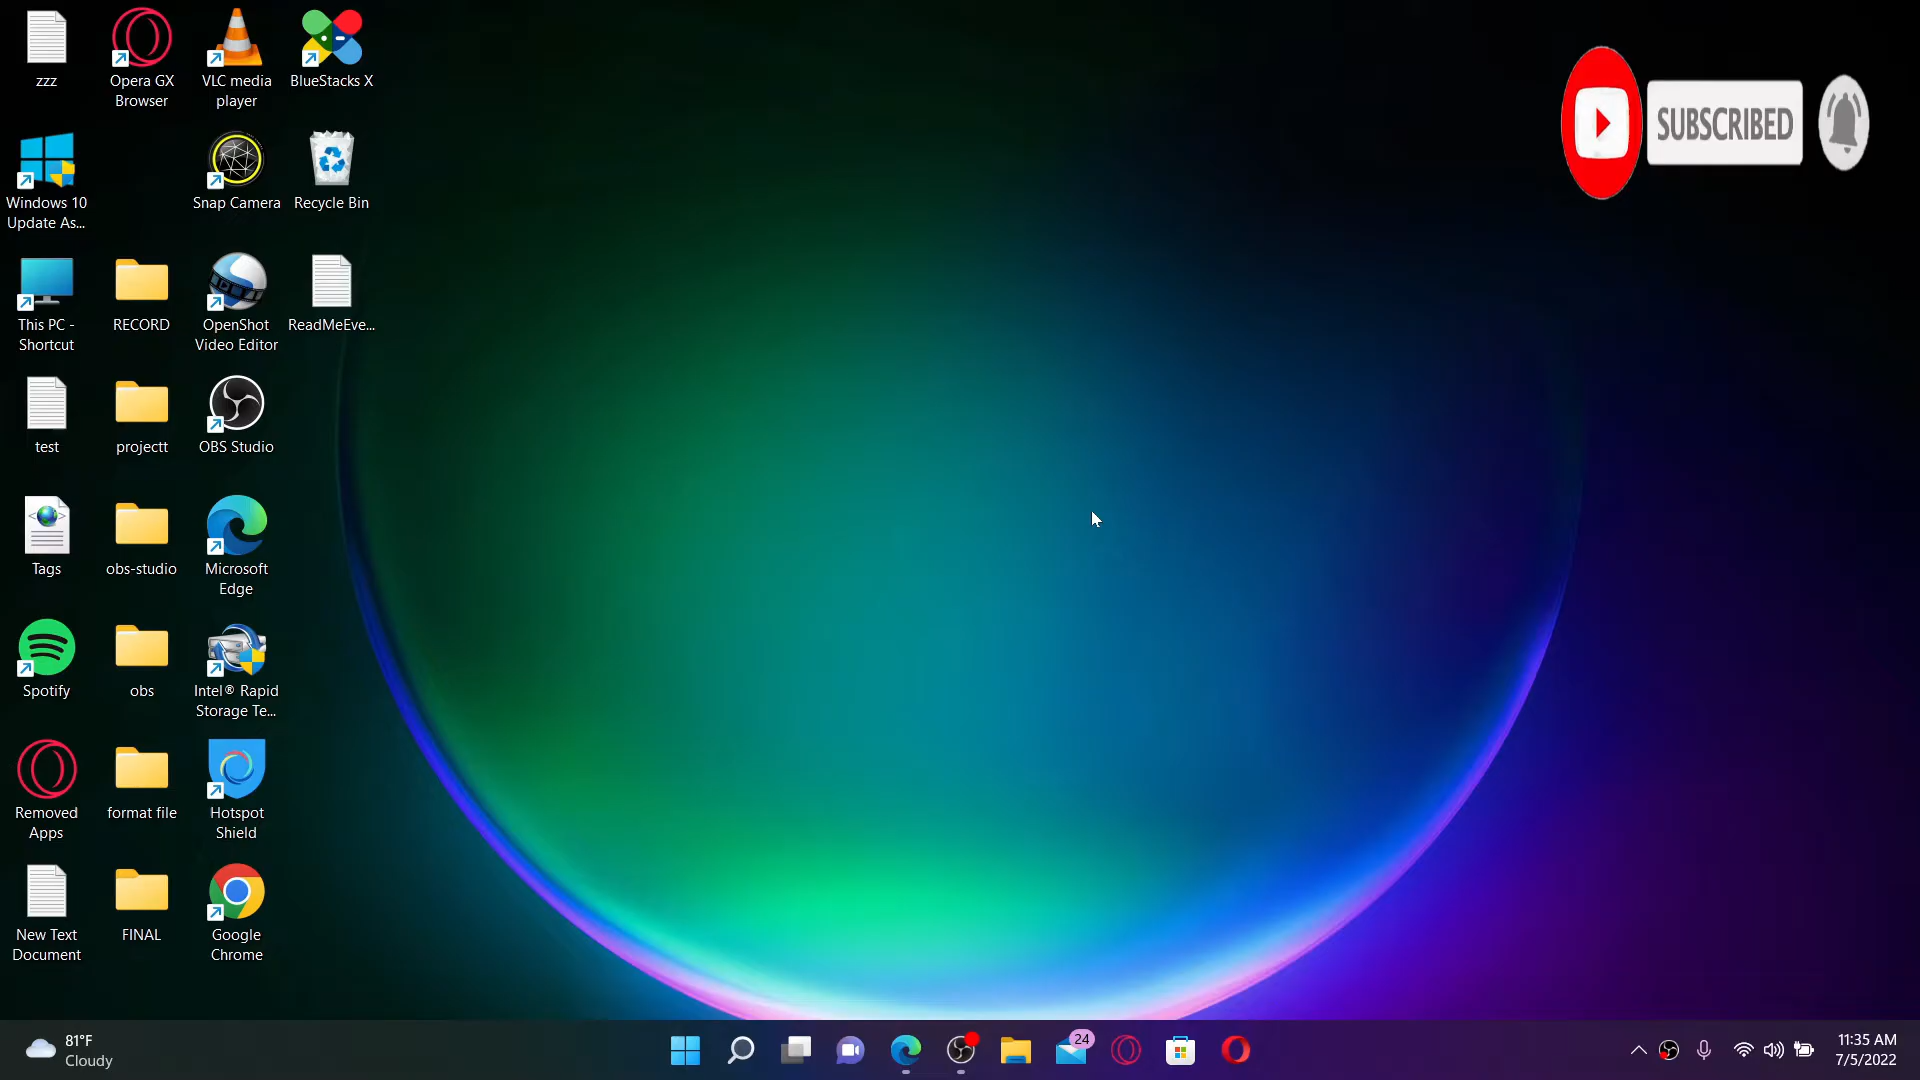 zzz
Opera GX
Browser
VLC media
player
BlueStacks X
Windows 10
Update As...
Snap Camera
Recycle Bin
This PC -
Shortcut
RECORD
OpenShot
Video Editor
ReadMeEve...
test
projectt
OBS Studio
Tags
obs-studio
Microsoft
Edge
Spotify
obs
Intel® Rapid
Storage Te...
Removed
Apps
format file
Hotspot
Shield
New Text
Document
FINAL
Google
Chrome
SUBSCRIBED
81°F
Cloudy
24
11:35 AM
7/5/2022